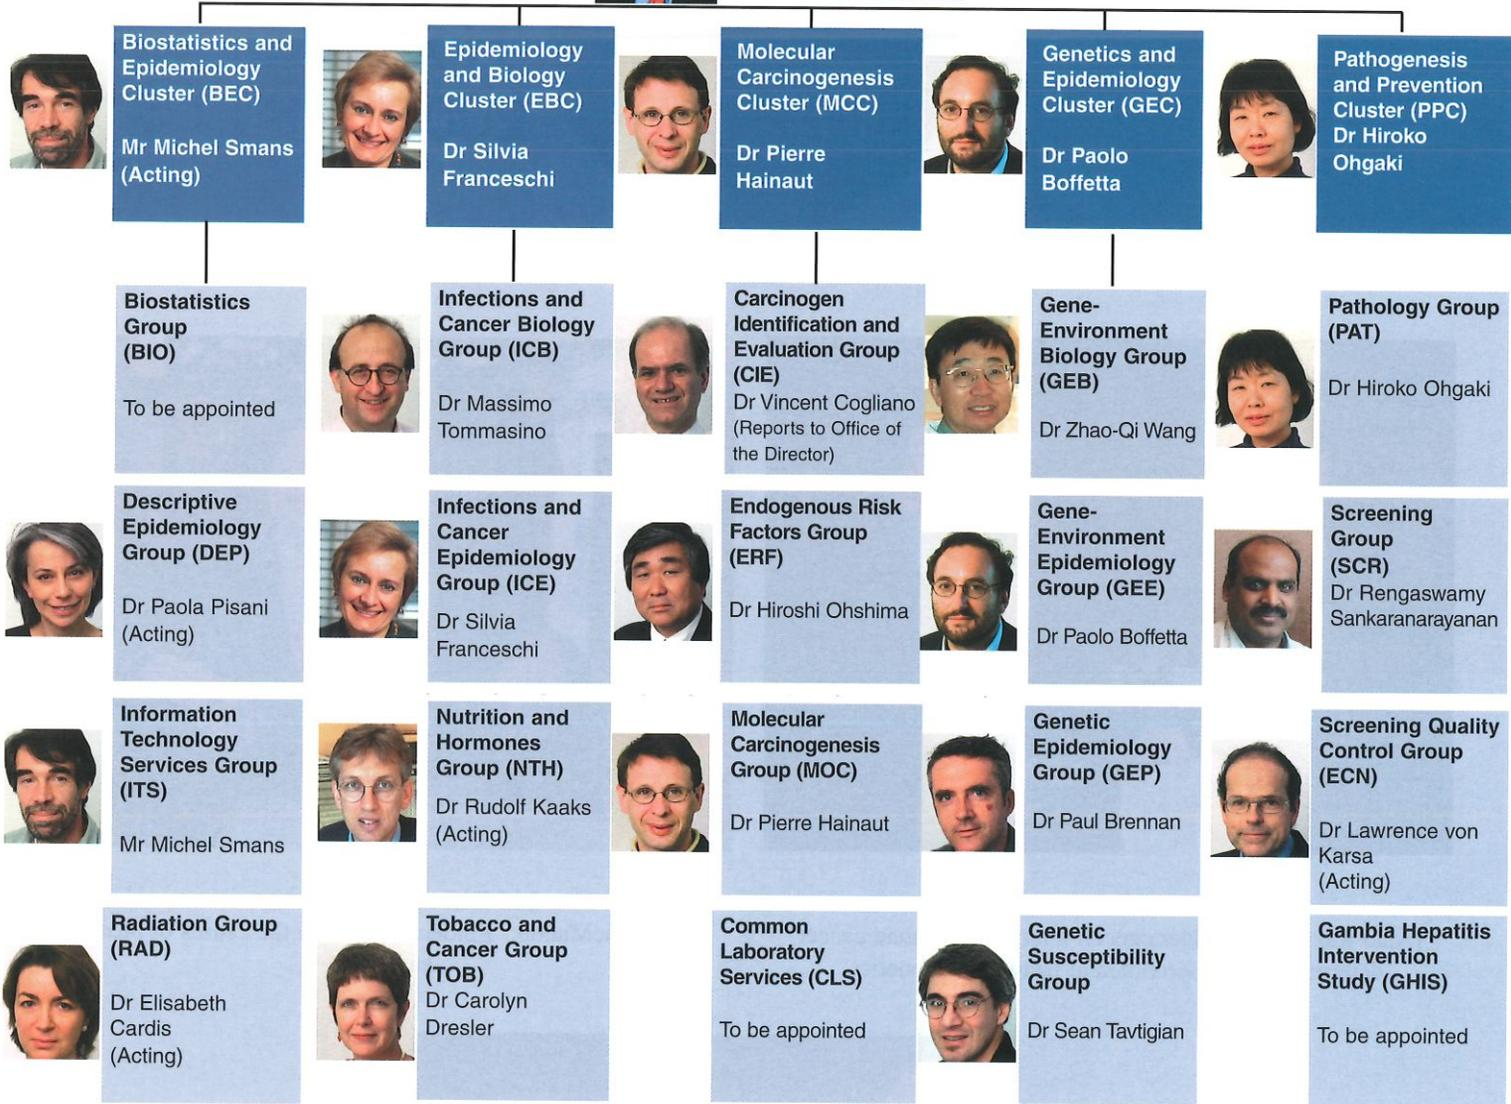 Biostatistics and
Epidemiology
Cluster (BEC)
Mr Michel Smans
(Acting)
Epidemiology
and Biology
Cluster (EBC)
Dr Silvia
Franceschi
Molecular
Carcinogenesis
Cluster (MCC)
Dr Pierre
Hainaut
Genetics and
Epidemiology
Cluster (GEC)
Dr Paolo
Boffetta
Pathogenesis
and Prevention
Cluster (PPC)
Dr Hiroko
Ohgaki
Biostatistics
Group
(BIO)
To be appointed
Infections and
Cancer Biology
Group (ICB)
Dr Massimo
Tommasino
Carcinogen
Identification and
Evaluation Group
(CIE)
Dr Vincent Cogliano
(Reports to Office of
the Director)
Gene-
Environment
Biology Group
(GEB)
Dr Zhao-Qi Wang
Pathology Group
(PAT)
Dr Hiroko Ohgaki
Descriptive
Epidemiology
Group (DEP)
Dr Paola Pisani
(Acting)
Infections and
Cancer
Epidemiology
Group (ICE)
Dr Silvia
Franceschi
Endogenous Risk
Factors Group
(ERF)
Dr Hiroshi Ohshima
Gene-
Environment
Epidemiology
Group (GEE)
Dr Paolo Boffetta
Screening
Group
(SCR)
Dr Rengaswamy
Sankaranarayanan
Information
Technology
Services Group
(ITS)
Mr Michel Smans
Nutrition and
Hormones
Group (NTH)
Dr Rudolf Kaaks
(Acting)
Molecular
Carcinogenesis
Group (MOC)
Dr Pierre Hainaut
Genetic
Epidemiology
Group (GEP)
Dr Paul Brennan
Screening Quality
Control Group
(ECN)
Dr Lawrence von
Karsa
(Acting)
Radiation Group
(RAD)
Dr Elisabeth
Cardis
(Acting)
Tobacco and
Cancer Group
(TOB)
Dr Carolyn
Dresler
Common
Laboratory
Services (CLS)
To be appointed
Genetic
Susceptibility
Group
Dr Sean Tavtigian
Gambia Hepatitis
Intervention
Study (GHIS)
To be appointed